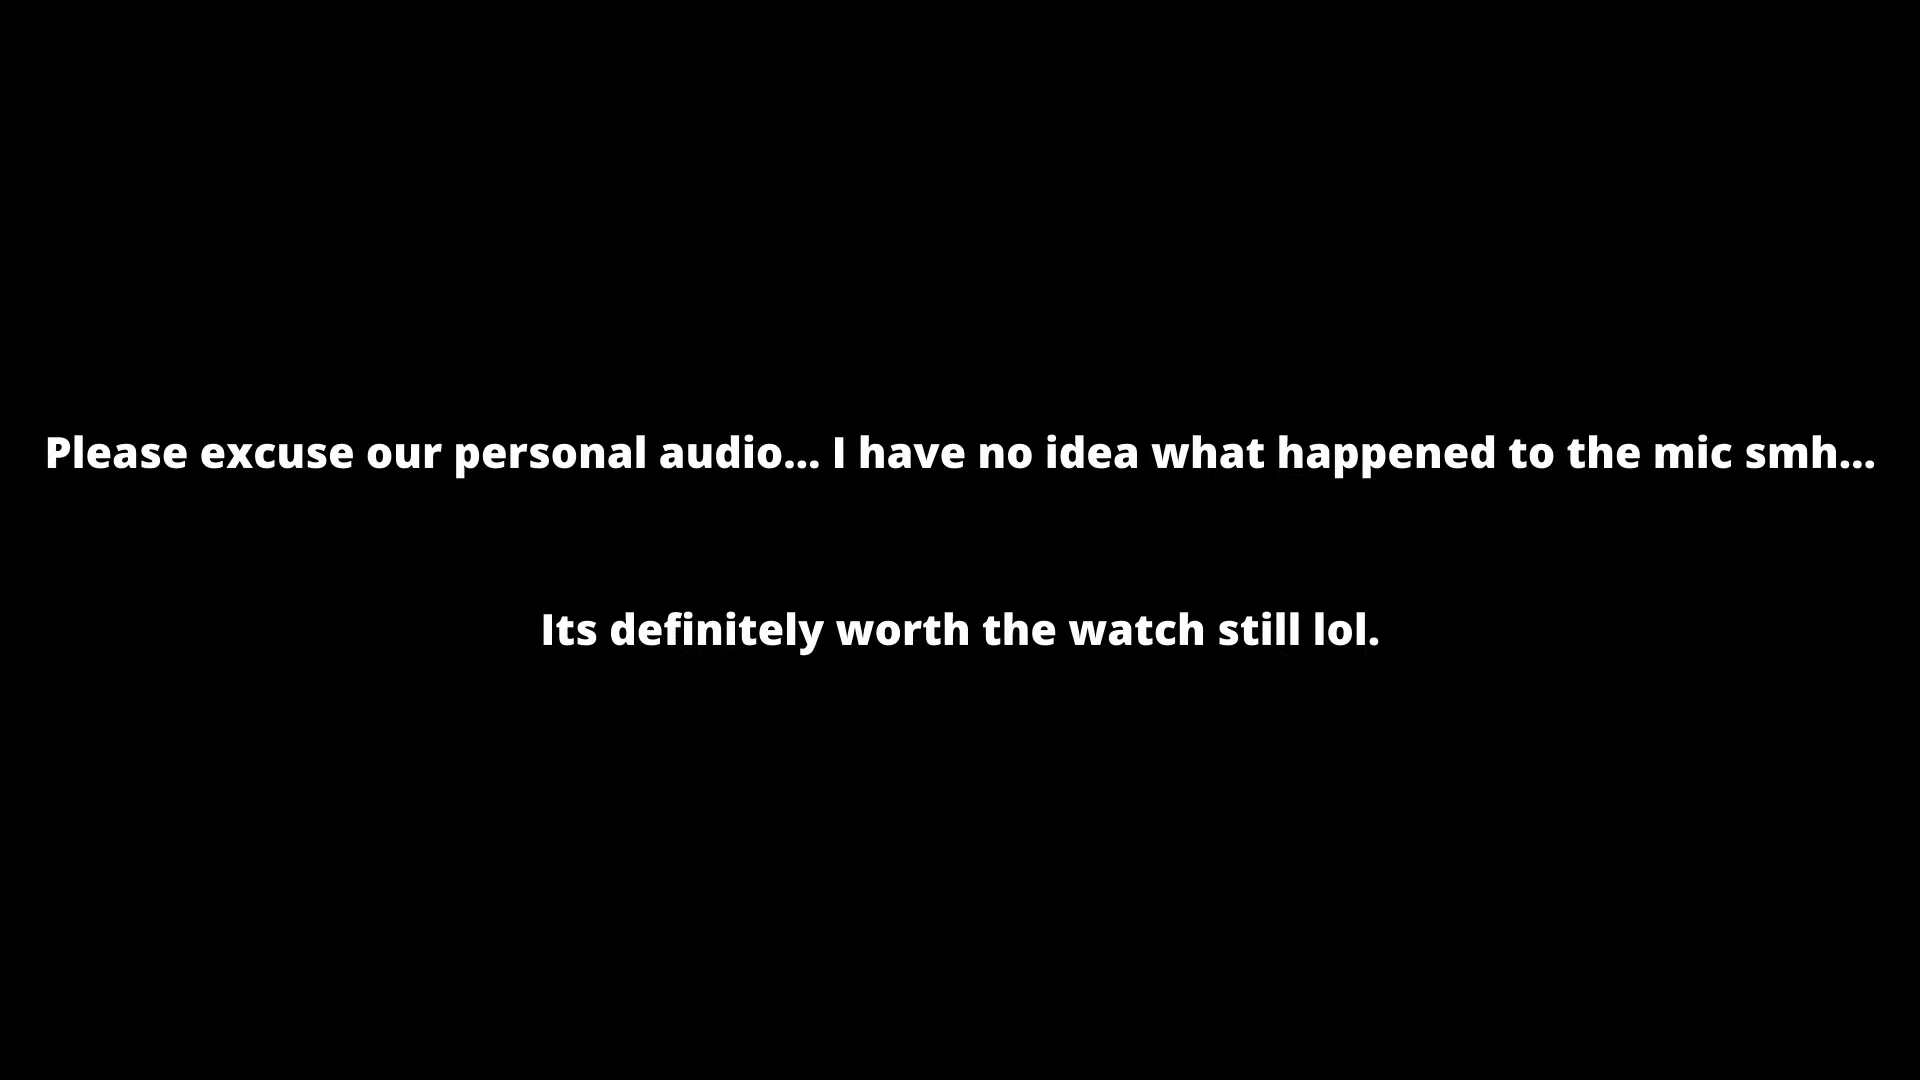 Please excuse our personal audio... I have no idea what happened to the mic smh...
Its definitely worth the watch still lol.